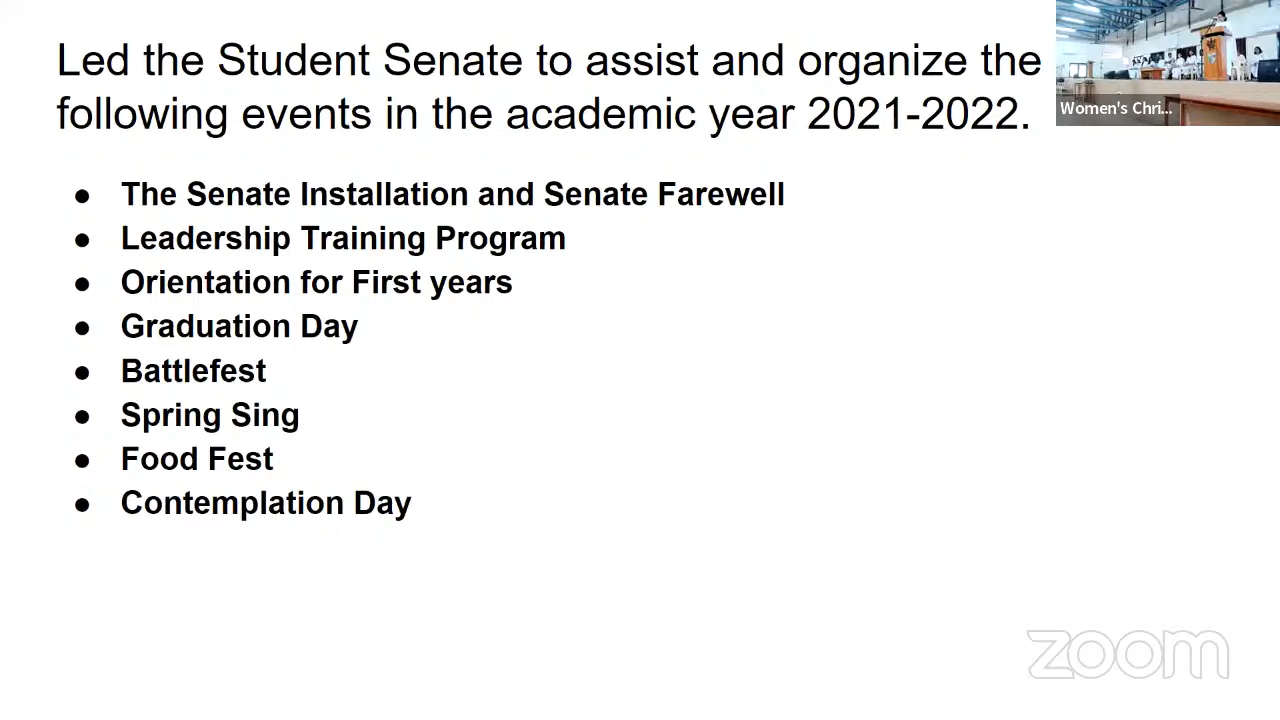 Led the Student Senate to assist and organize the
following events in the academic year 2021-2022.
Women's Chri...
● The Senate Installation and Senate Farewell
● Leadership Training Program
● Orientation for First years
● Graduation Day
● Battlefest
● Spring Sing
● Food Fest
● Contemplation Day
zoom